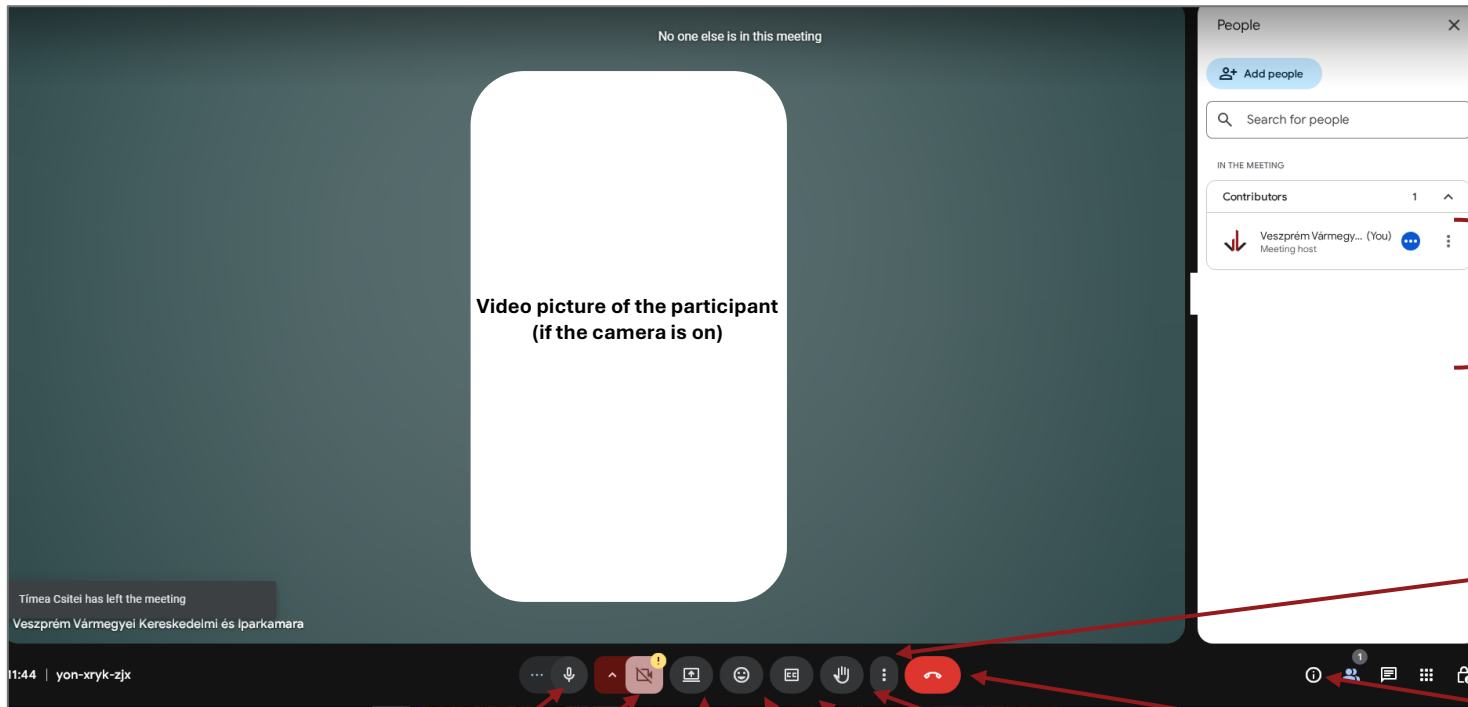 No one else is in this meeting
Video picture of the participant
(if the camera is on)
Tímea Csitei has left the meeting
Veszprém Vármegyei Kereskedelmi és Iparkamara
11:44 | yon-xryk-zjx
CC
1
People
Add people
Search for people
IN THE MEETING
Contributors 1
Veszprém Vármegy... (You)
Meeting host